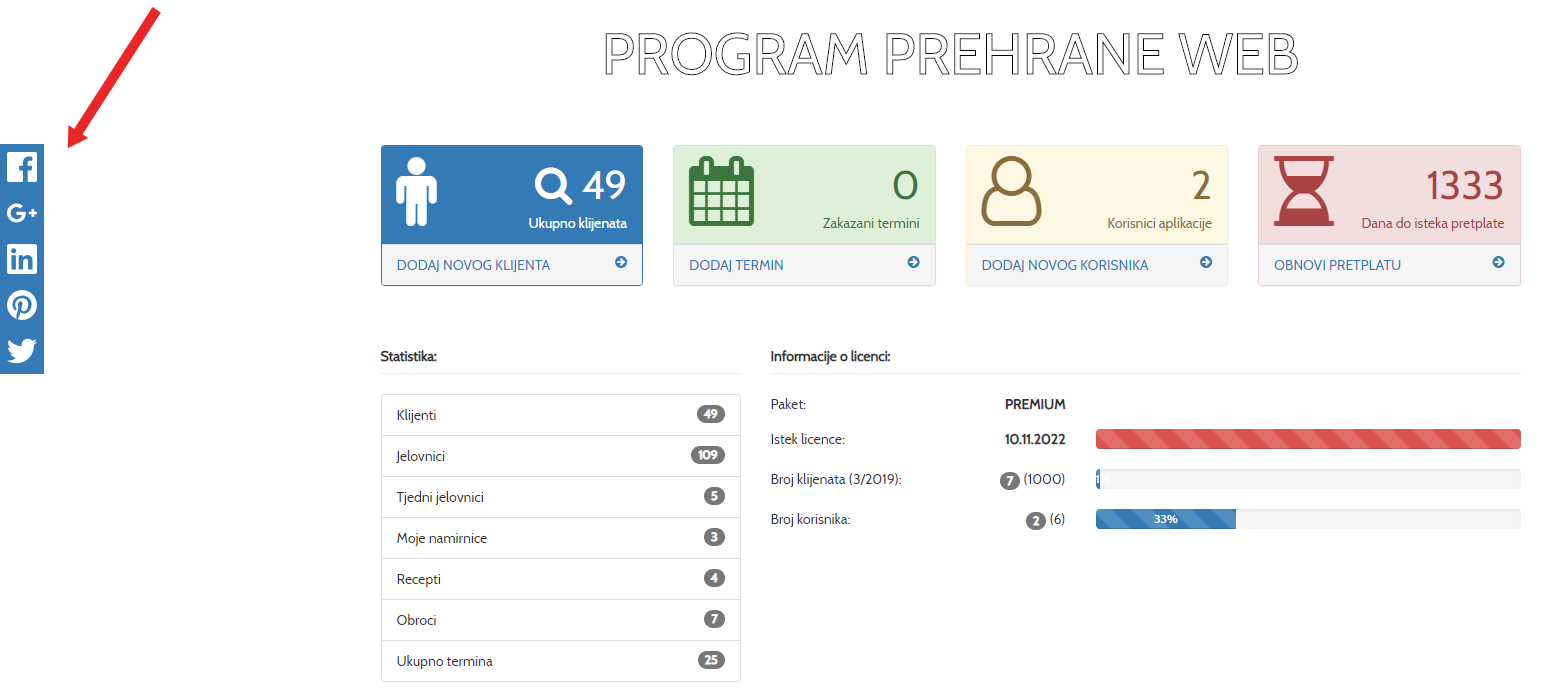 PROGRAM PREHRANE WEB
49
Ukupno klijenata
DODAJ NOVOG KLIJENTA
0
Zakazani termini
DODAJ TERMIN
2
Korisnici aplikacije
DODAJ NOVOG KORISNIKA
1333
Dana do isteka pretplate
OBNOVI PRETPLATU
G+
in
Statistika:
Klijenti 49
Jelovnici 109
Tjedni jelovnici 5
Moje namirnice 3
Recepti 4
Obroci 7
Ukupno termina 25
Informacije o licenci:
Paket: PREMIUM
Istek licence: 10.11.2022
Broj klijenata (3/2019): 7 (1000)
Broj korisnika: 2 (6) 33%